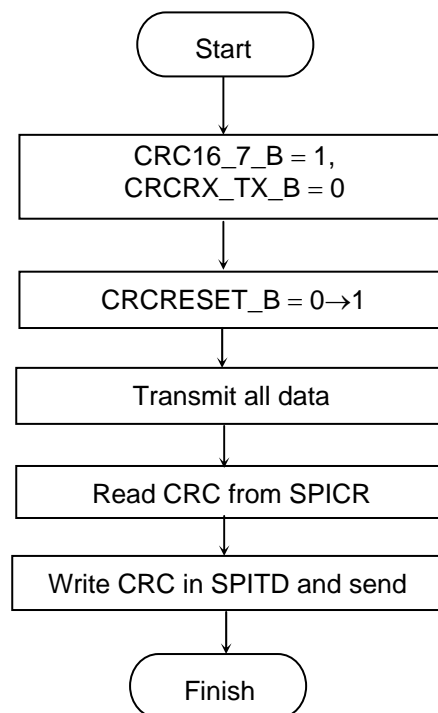 Start
CRC16_7_B = 1,
CRCRX_TX_B = 0
CRCRESET_B = 0→1
Transmit all data
Read CRC from SPICR
Write CRC in SPITD and send
Finish